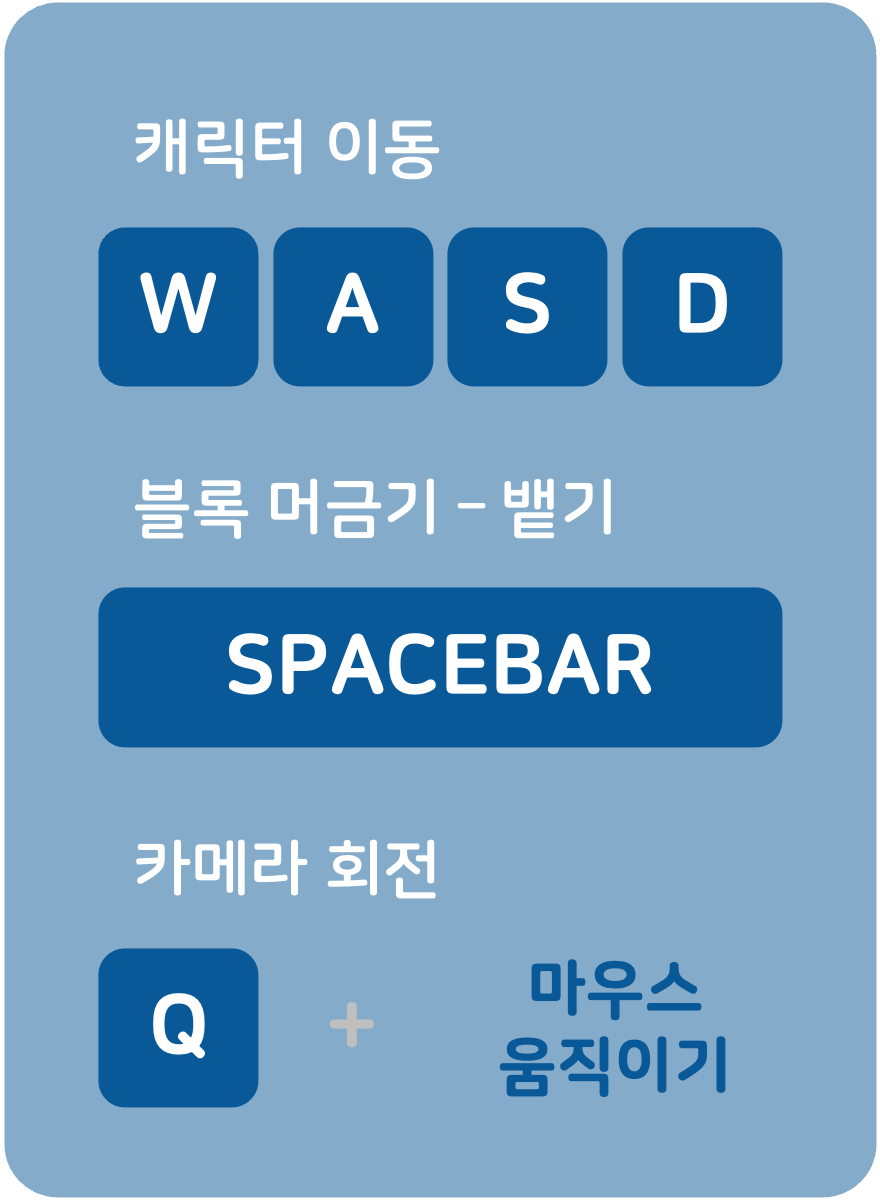 캐릭터 이동
W A S D
블록 머금기 - 뱉기
SPACEBAR
카메라 회전
Q + 마우스
움직이기